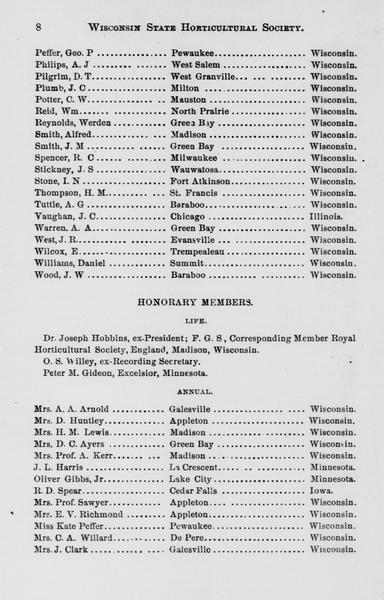 8 Wisconsin State Horticultural Society.
Peffer, Geo. P ................ Pewaukee ................ Wisconsin.
Philips, A. J ................ West Salem ................ Wisconsin.
Pilgrim, D. T ................ West Granville ................ Wisconsin.
Plumb, J. C ................ Milton ................ Wisconsin.
Potter, C. W ................ Mauston ................ Wisconsin.
Reid, Wm ................ North Prairie ................ Wisconsin.
Reynolds, Werden ................ Green Bay ................ Wisconsin.
Smith, Alfred ................ Madison ................ Wisconsin.
Smith, J. M ................ Green Bay ................ Wisconsin.
Spencer, R. C ................ Milwaukee ................ Wisconsin.
Stickney, J. S ................ Wauwatosa ................ Wisconsin.
Stone, I. N ................ Fort Atkinson ................ Wisconsin.
Thompson, H. M ................ St. Francis ................ Wisconsin.
Tuttle, A. G ................ Baraboo ................ Wisconsin.
Vaughan, J. C ................ Chicago ................ Illinois.
Warren, A. A ................ Green Bay ................ Wisconsin.
West, J. R ................ Evansville ................ Wisconsin.
Wilcox, E ................ Trempealeau ................ Wisconsin.
Williams, Daniel ................ Summit ................ Wisconsin.
Wood, J. W ................ Baraboo ................ Wisconsin.
HONORARY MEMBERS.
LIFE.
Dr. Joseph Hobbins, ex-President; F. G. S, Corresponding Member Royal
Horticultural Society, England, Madison, Wisconsin.
O. S. Willey, ex-Recording Secretary.
Peter M. Gideon, Excelsior, Minnesota.
ANNUAL.
Mrs. A. A. Arnold ................ Galesville ................ Wisconsin.
Mrs. D. Huntley ................ Appleton ................ Wisconsin.
Mrs. H. M. Lewis ................ Madison ................ Wisconsin.
Mrs. D. C. Ayers ................ Green Bay ................ Wisconsin.
Mrs. Prof. A. Kerr ................ Madison ................ Wisconsin.
J. L. Harris ................ La Crescent ................ Minnesota.
Oliver Gibbs, Jr ................ Lake City ................ Minnesota.
R. D. Spear ................ Cedar Falls ................ Iowa.
Mrs. Prof. Sawyer ................ Appleton ................ Wisconsin.
Mrs. E. V. Richmond ................ Appleton ................ Wisconsin.
Miss Kate Peffer ................ Pewaukee ................ Wisconsin.
Mrs. C. A. Willard ................ De Pere ................ Wisconsin.
Mrs. J. Clark ................ Galesville ................ Wisconsin.